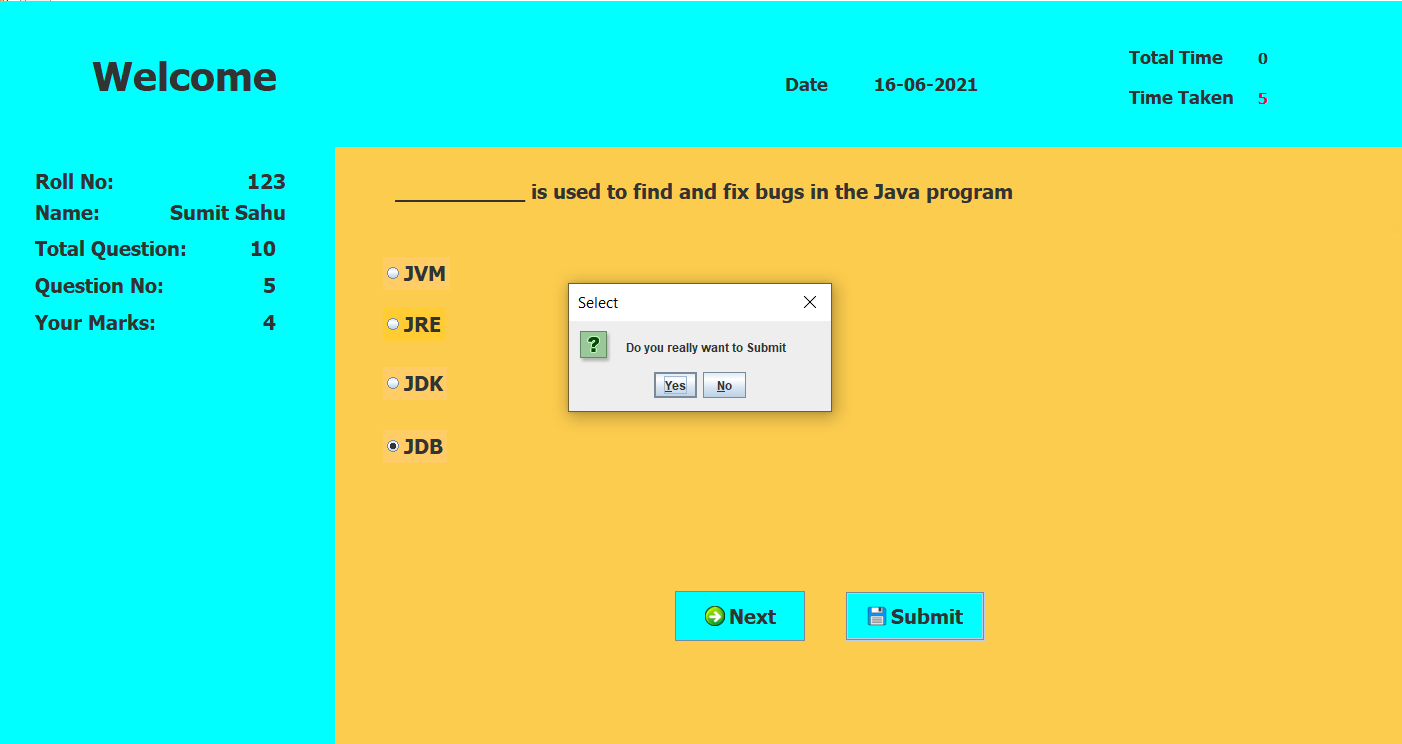 Welcome
Date 16-06-2021
Total Time 0
Time Taken 5
Roll No: 123
Name: Sumit Sahu
Total Question: 10
Question No: 5
Your Marks: 4
_____________ is used to find and fix bugs in the Java program
JVM
JRE
JDK
JDB
Select
?
Do you really want to Submit
Yes No
Next Submit